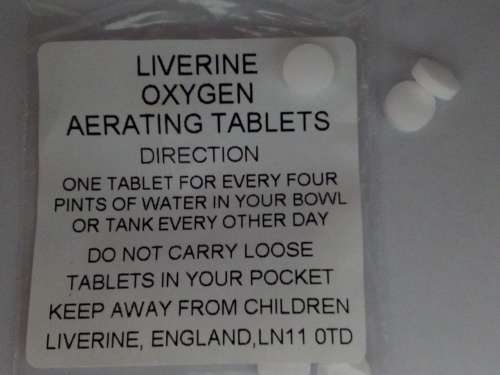 LIVERINE
OXYGEN
AERATING TABLETS
DIRECTION
ONE TABLET FOR EVERY FOUR
PINTS OF WATER IN YOUR BOWL
OR TANK EVERY OTHER DAY
DO NOT CARRY LOOSE
TABLETS IN YOUR POCKET
KEEP AWAY FROM CHILDREN
LIVERINE, ENGLAND,LN11 0TD